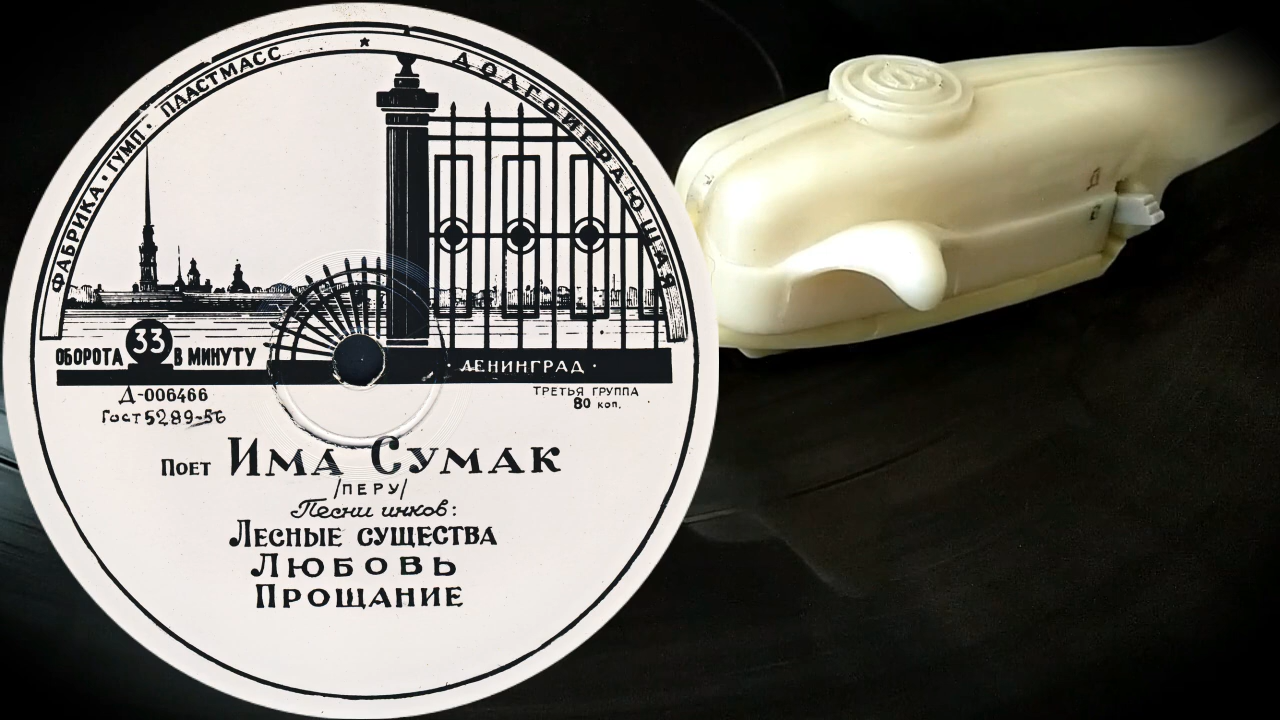 ФАБРИКА · ГУМП · ПЛАСТМАСС
★
ДОЛГОИГРАЮЩАЯ
33
ОБОРОТА В МИНУТУ
· ЛЕНИНГРАД ·
Д-006466
ГОСТ 5289-56
ТРЕТЬЯ ГРУППА
80 коп.
Поет ИМА СУМАК
/ПЕРУ/
Песни инков:
ЛЕСНЫЕ СУЩЕСТВА
ЛЮБОВЬ
ПРОЩАНИЕ